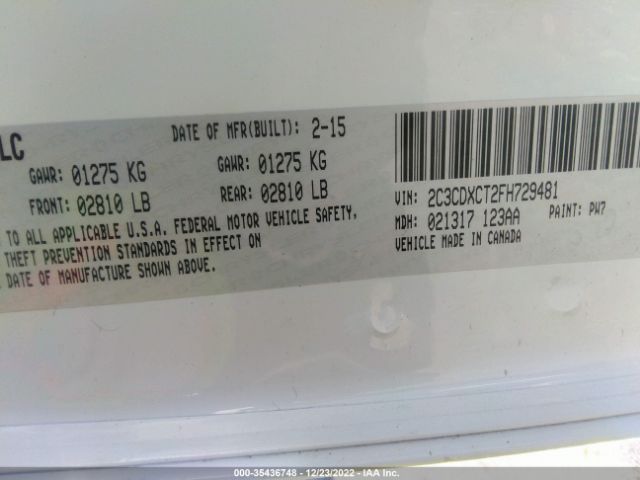 LC
DATE OF MFR(BUILT): 2-15
GAWR: 01275 KG
GAWR: 01275 KG
FRONT: 02810 LB
REAR: 02810 LB
TO ALL APPLICABLE U.S.A. FEDERAL MOTOR VEHICLE SAFETY,
THEFT PREVENTION STANDARDS IN EFFECT ON
DATE OF MANUFACTURE SHOWN ABOVE.
VIN: 2C3CDXCT2FH729481
MDH: 021317 123AA PAINT: PW7
VEHICLE MADE IN CANADA
000-35436748 - 12/23/2022 - IAA Inc.